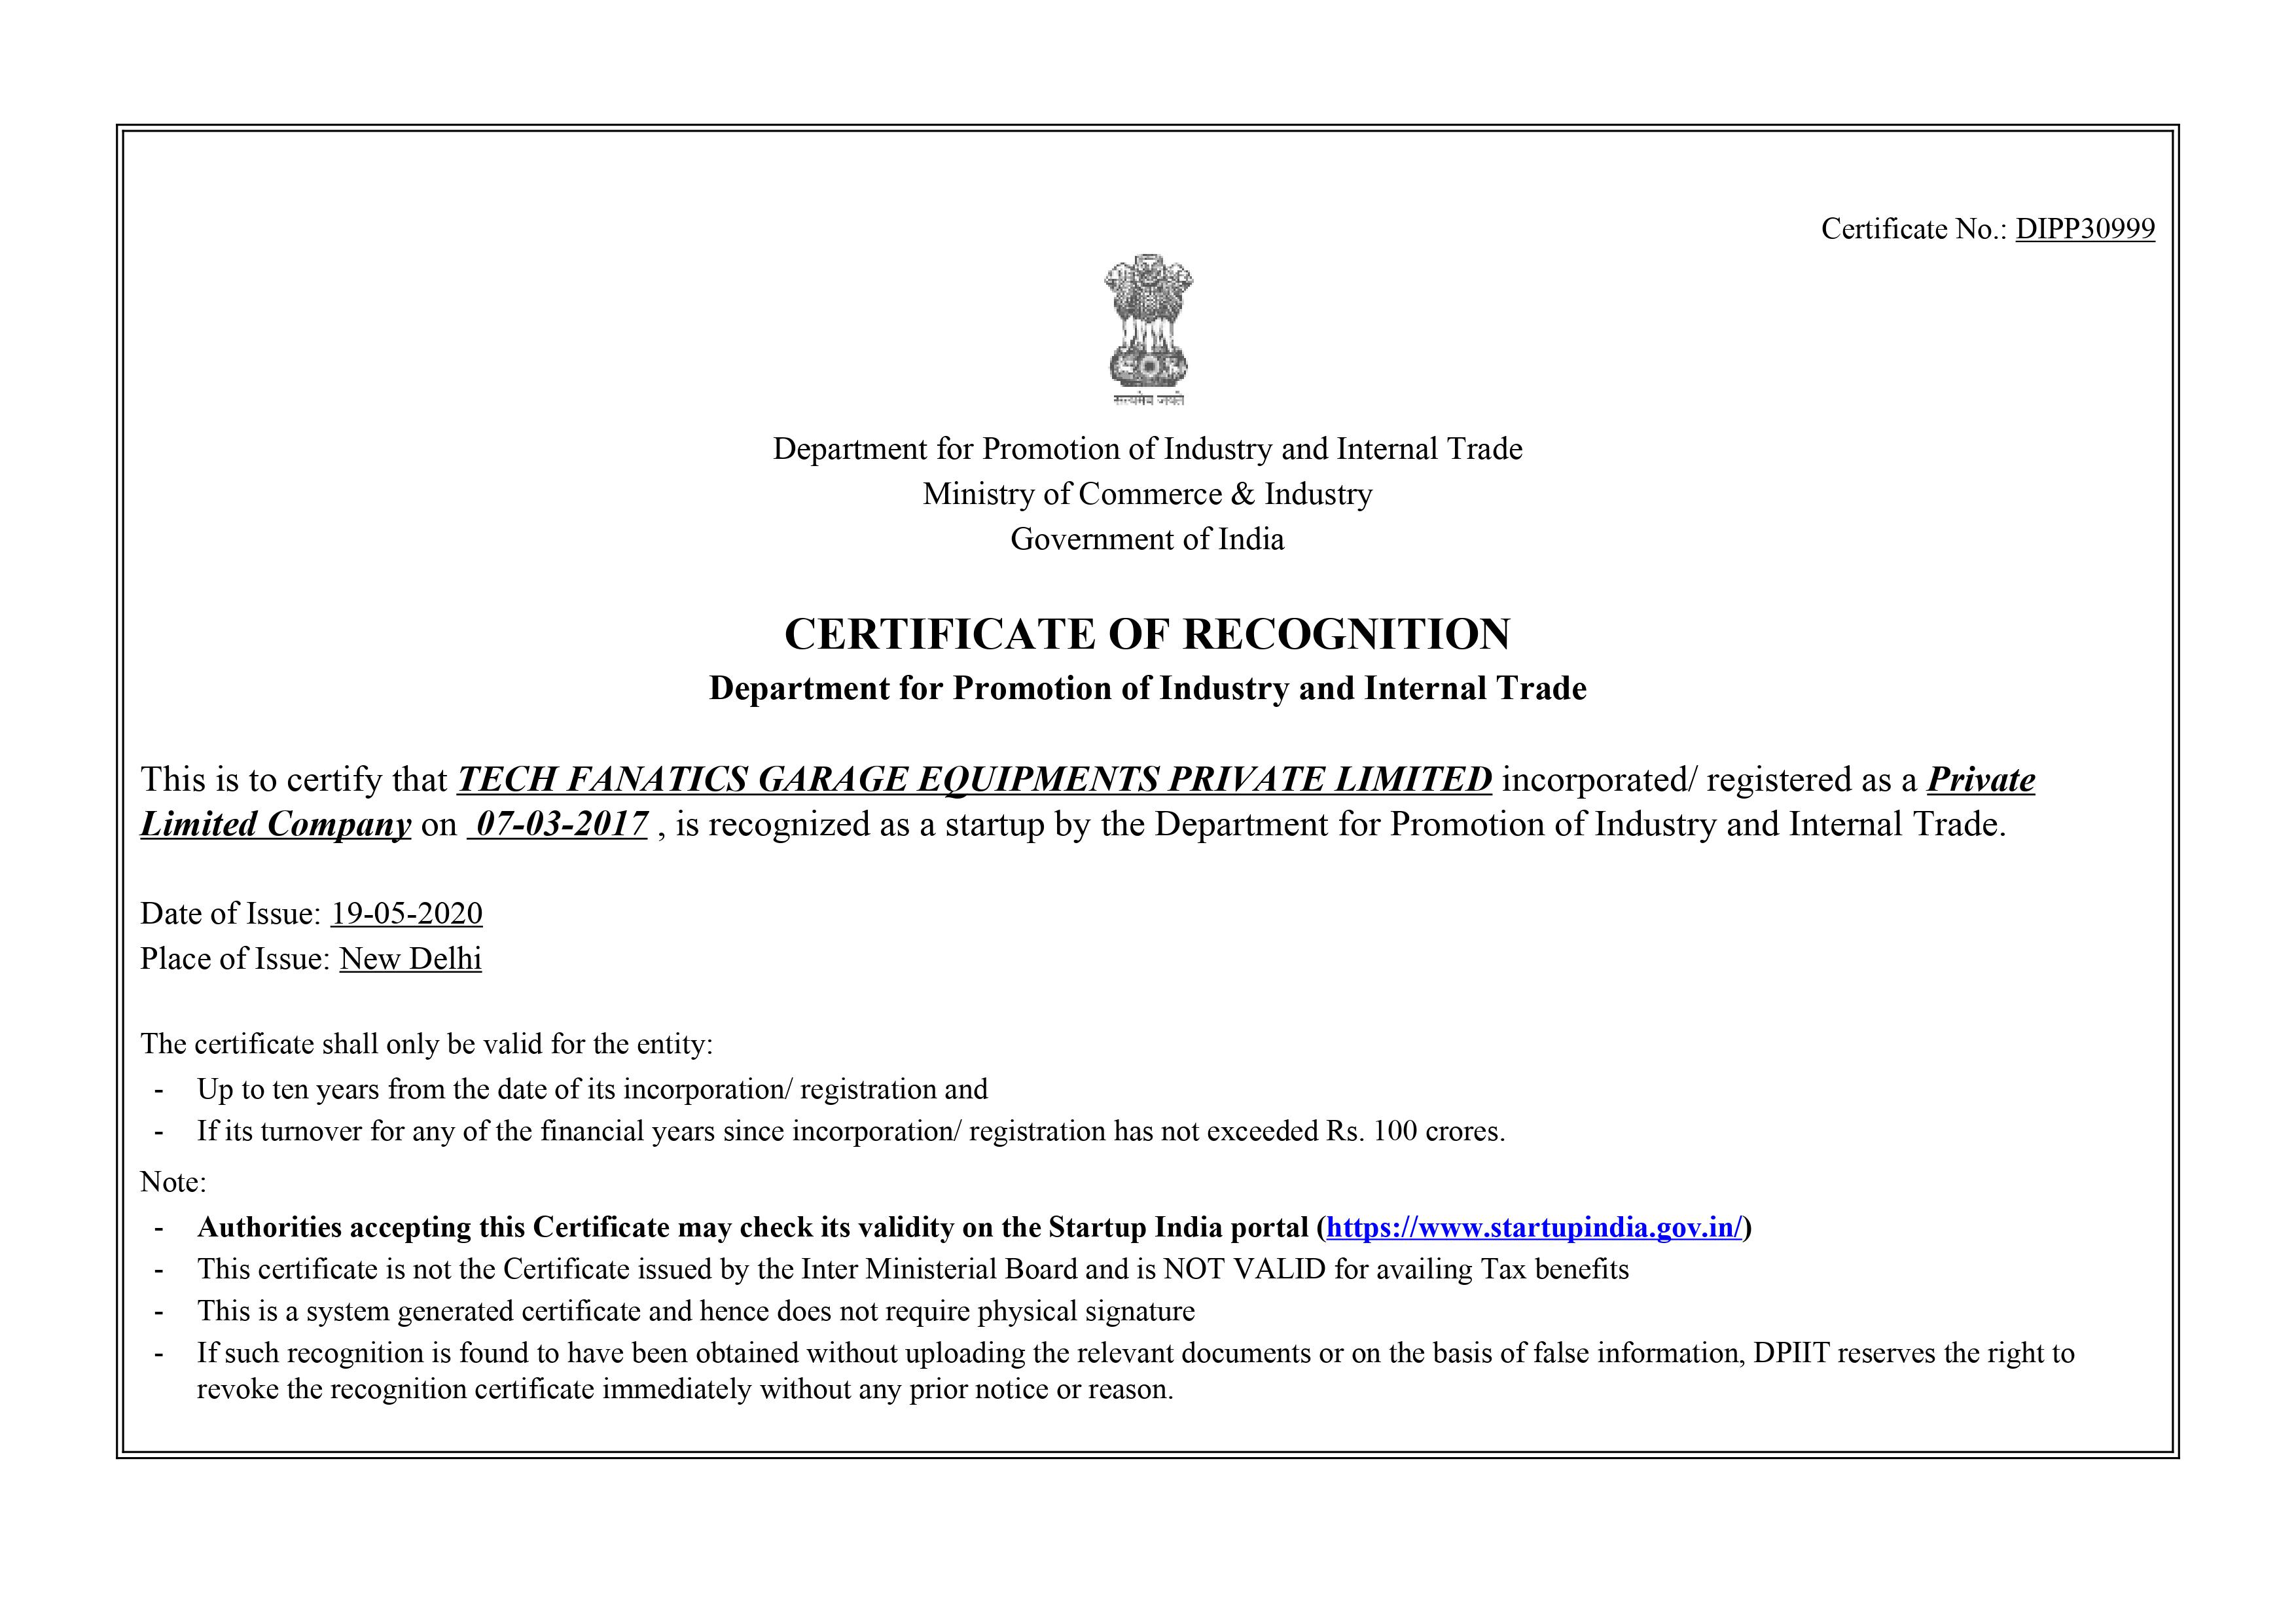 Certificate No.: DIPP30999
सत्यमेव जयते
Department for Promotion of Industry and Internal Trade
Ministry of Commerce & Industry
Government of India
CERTIFICATE OF RECOGNITION
Department for Promotion of Industry and Internal Trade
This is to certify that TECH FANATICS GARAGE EQUIPMENTS PRIVATE LIMITED incorporated/ registered as a Private
Limited Company on 07-03-2017 , is recognized as a startup by the Department for Promotion of Industry and Internal Trade.
Date of Issue: 19-05-2020
Place of Issue: New Delhi
The certificate shall only be valid for the entity:
- Up to ten years from the date of its incorporation/ registration and
- If its turnover for any of the financial years since incorporation/ registration has not exceeded Rs. 100 crores.
Note:
- Authorities accepting this Certificate may check its validity on the Startup India portal (https://www.startupindia.gov.in/)
- This certificate is not the Certificate issued by the Inter Ministerial Board and is NOT VALID for availing Tax benefits
- This is a system generated certificate and hence does not require physical signature
- If such recognition is found to have been obtained without uploading the relevant documents or on the basis of false information, DPIIT reserves the right to
revoke the recognition certificate immediately without any prior notice or reason.